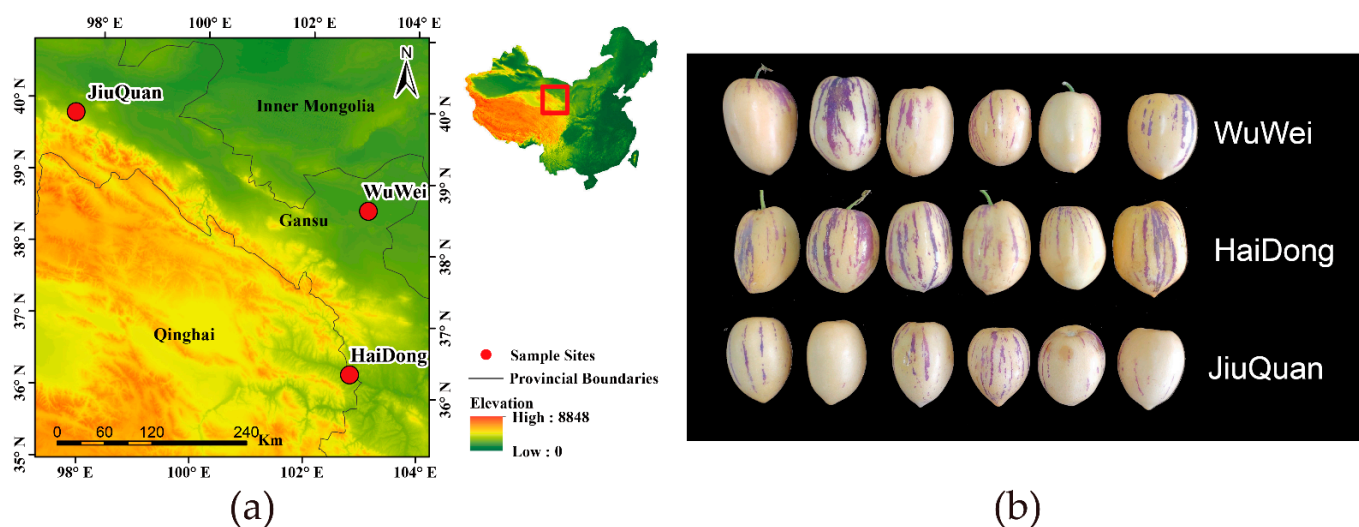 98° E 100° E 102° E 104° E
N
JiuQuan
Inner Mongolia
WuWei
Gansu
Qinghai
HaiDong
40° N
39° N
38° N
37° N
36° N
35° N
40° N
39° N
38° N
37° N
36° N
0 60 120 240
Km
98° E 100° E 102° E 104° E
Sample Sites
Provincial Boundaries
Elevation
High : 8848
Low : 0
(a)
WuWei
HaiDong
JiuQuan
(b)